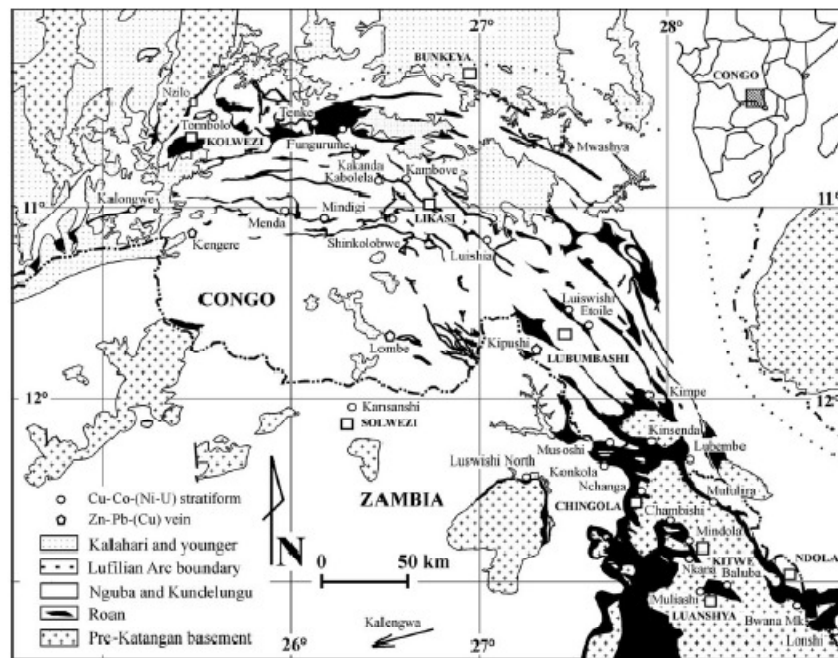 27°
28°
BUNKEYA
CONGO
Nzilo
Tombolo
Tenke
KOLWEZI
Fungurume
Mwashya
Kakanda
Kabolela
Kambove
11°
11°
Kalongwe
Menda
Mindigi
LIKASI
Kengere
Shinkolobwe
Luishia
CONGO
Luiswishi
Etoile
Lombe
Kipushi
LUBUMBASHI
12°
12°
Kansanshi
Kimpe
SOLWEZI
Kinsenda
Musoshi
Lubembe
Luswishi North
Konkola
Nchanga
Mufulira
ZAMBIA
CHINGOLA
Chambishi
Mindola
KITWE
NDOLA
Nkana
Baluba
Muliashi
LUANSHYA
Bwana Mk.
Lonshi
Cu-Co-(Ni-U) stratiform
Zn-Pb-(Cu) vein
Kalahari and younger
Lufilian Arc boundary
Nguba and Kundelungu
Roan
Pre-Katangan basement
N
0 50 km
Kalengwa
26°
27°